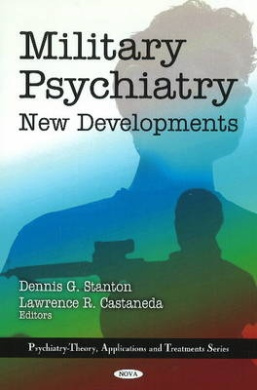 Military
Psychiatry
New Developments
Dennis G. Stanton
Lawrence R. Castaneda
Editors
Psychiatry-Theory, Applications and Treatments Series
NOVA